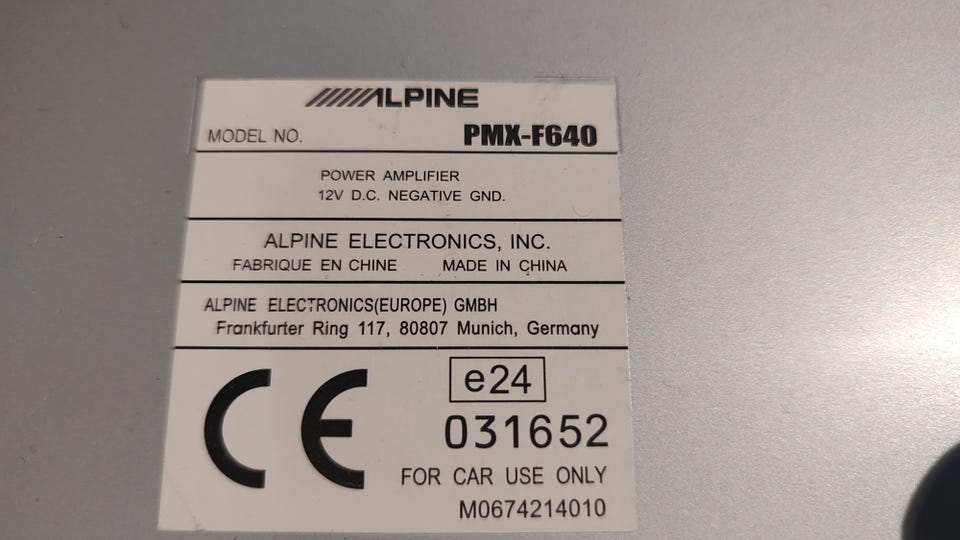 ALPINE
MODEL NO. PMX-F640
POWER AMPLIFIER
12V D.C. NEGATIVE GND.
ALPINE ELECTRONICS, INC.
FABRIQUE EN CHINE MADE IN CHINA
ALPINE ELECTRONICS(EUROPE) GMBH
Frankfurter Ring 117, 80807 Munich, Germany
CE e24
031652
FOR CAR USE ONLY
M0674214010